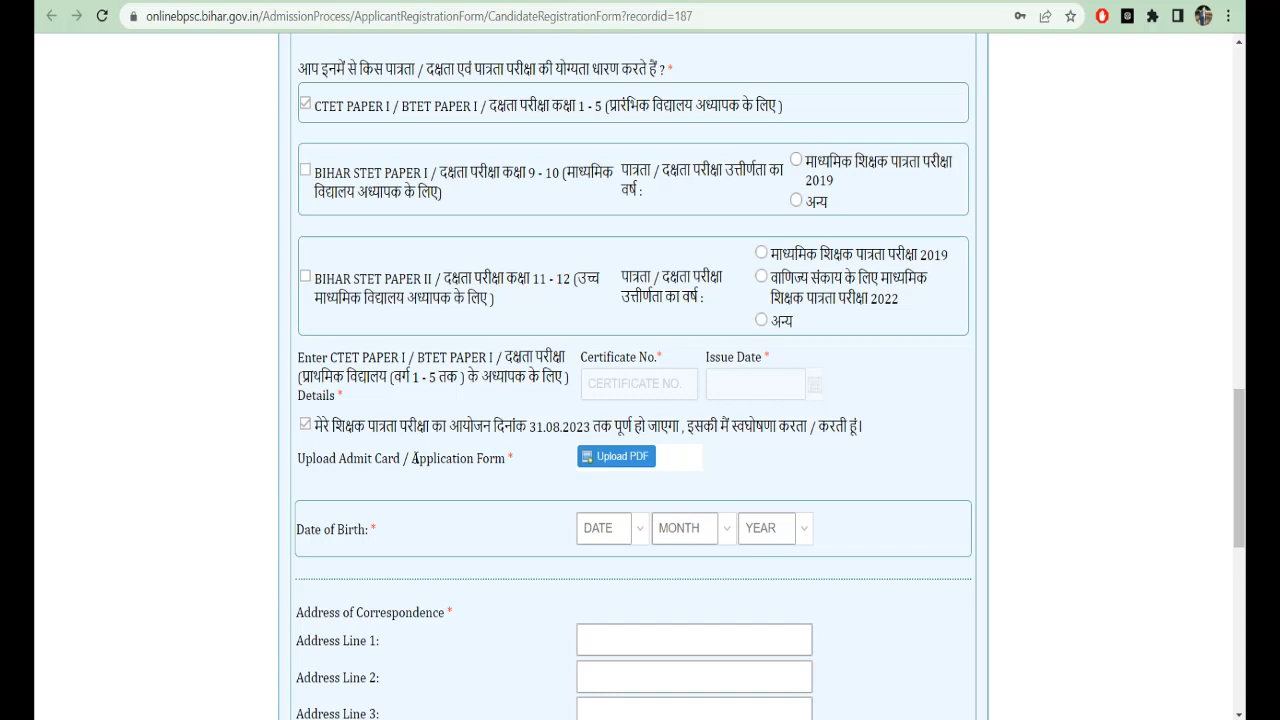 onlinebpsc.bihar.gov.in/AdmissionProcess/ApplicantRegistrationForm/CandidateRegistrationForm?recordid=187
आप इनमें से किस पात्रता / दक्षता एवं पात्रता परीक्षा की योग्यता धारण करते हैं ? *
CTET PAPER I / BTET PAPER I / दक्षता परीक्षा कक्षा 1 - 5 (प्रारंभिक विद्यालय अध्यापक के लिए )
BIHAR STET PAPER I / दक्षता परीक्षा कक्षा 9 - 10 (माध्यमिक
विद्यालय अध्यापक के लिए)
पात्रता / दक्षता परीक्षा उत्तीर्णता का
वर्ष :
माध्यमिक शिक्षक पात्रता परीक्षा
2019
अन्य
BIHAR STET PAPER II / दक्षता परीक्षा कक्षा 11 - 12 (उच्च
माध्यमिक विद्यालय अध्यापक के लिए )
पात्रता / दक्षता परीक्षा
उत्तीर्णता का वर्ष :
माध्यमिक शिक्षक पात्रता परीक्षा 2019
वाणिज्य संकाय के लिए माध्यमिक
शिक्षक पात्रता परीक्षा 2022
अन्य
Enter CTET PAPER I / BTET PAPER I / दक्षता परीक्षा
(प्राथमिक विद्यालय (वर्ग 1 - 5 तक ) के अध्यापक के लिए )
Details *
Certificate No.*
CERTIFICATE NO.
Issue Date *
मेरे शिक्षक पात्रता परीक्षा का आयोजन दिनांक 31.08.2023 तक पूर्ण हो जाएगा , इसकी मैं स्वघोषणा करता / करती हूं।
Upload Admit Card / Application Form * Upload PDF
Date of Birth: * DATE MONTH YEAR
Address of Correspondence *
Address Line 1:
Address Line 2:
Address Line 3: